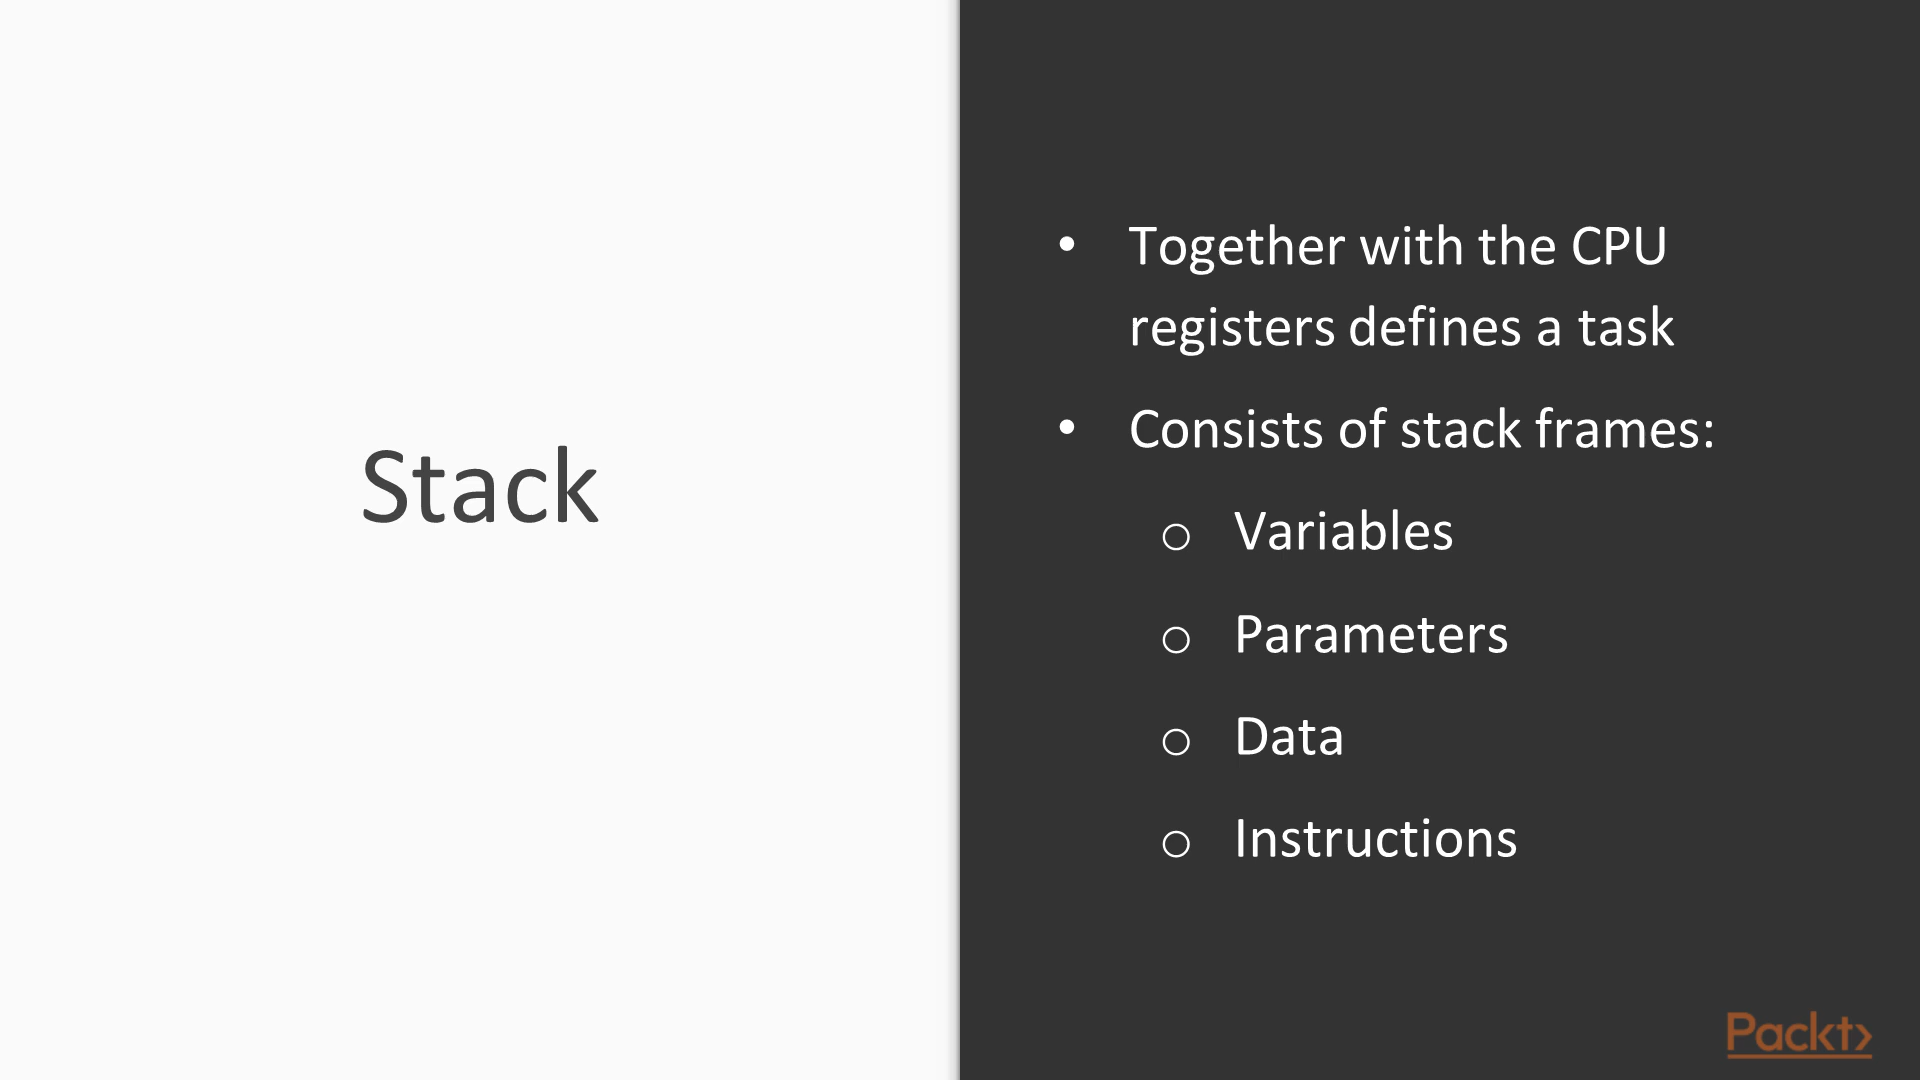 Stack
• Together with the CPU
registers defines a task
• Consists of stack frames:
o Variables
o Parameters
o Data
o Instructions
Packt>